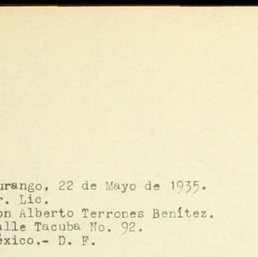 urango, 22 de Mayo de 1935.
r. Lic.
on Alberto Terrones Benítez.
alle Tacuba No. 92.
éxico.- D. F.